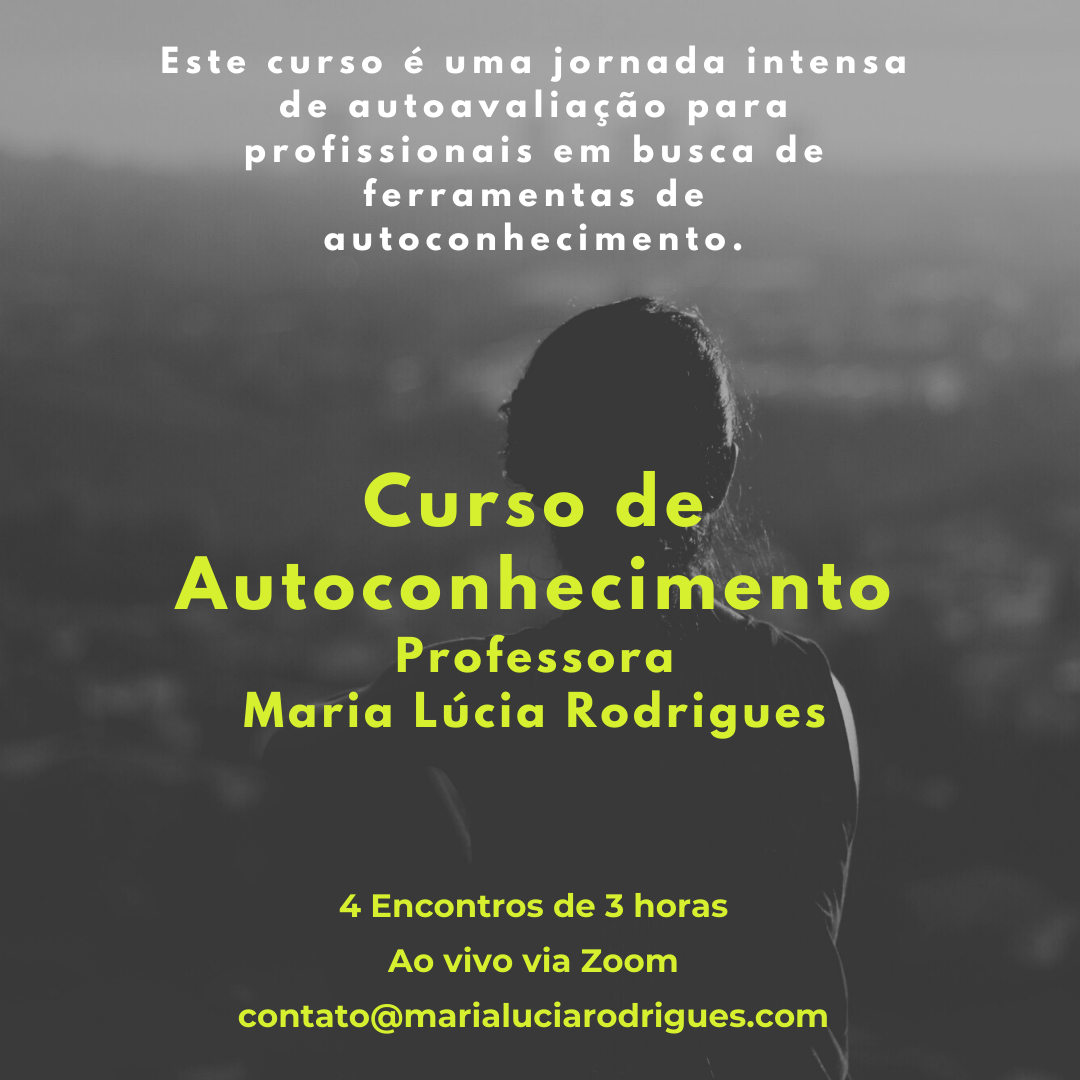 Este curso é uma jornada intensa
de autoavaliação para
profissionais em busca de
ferramentas de
autoconhecimento.
Curso de
Autoconhecimento
Professora
Maria Lúcia Rodrigues
4 Encontros de 3 horas
Ao vivo via Zoom
contato@marialuciarodrigues.com